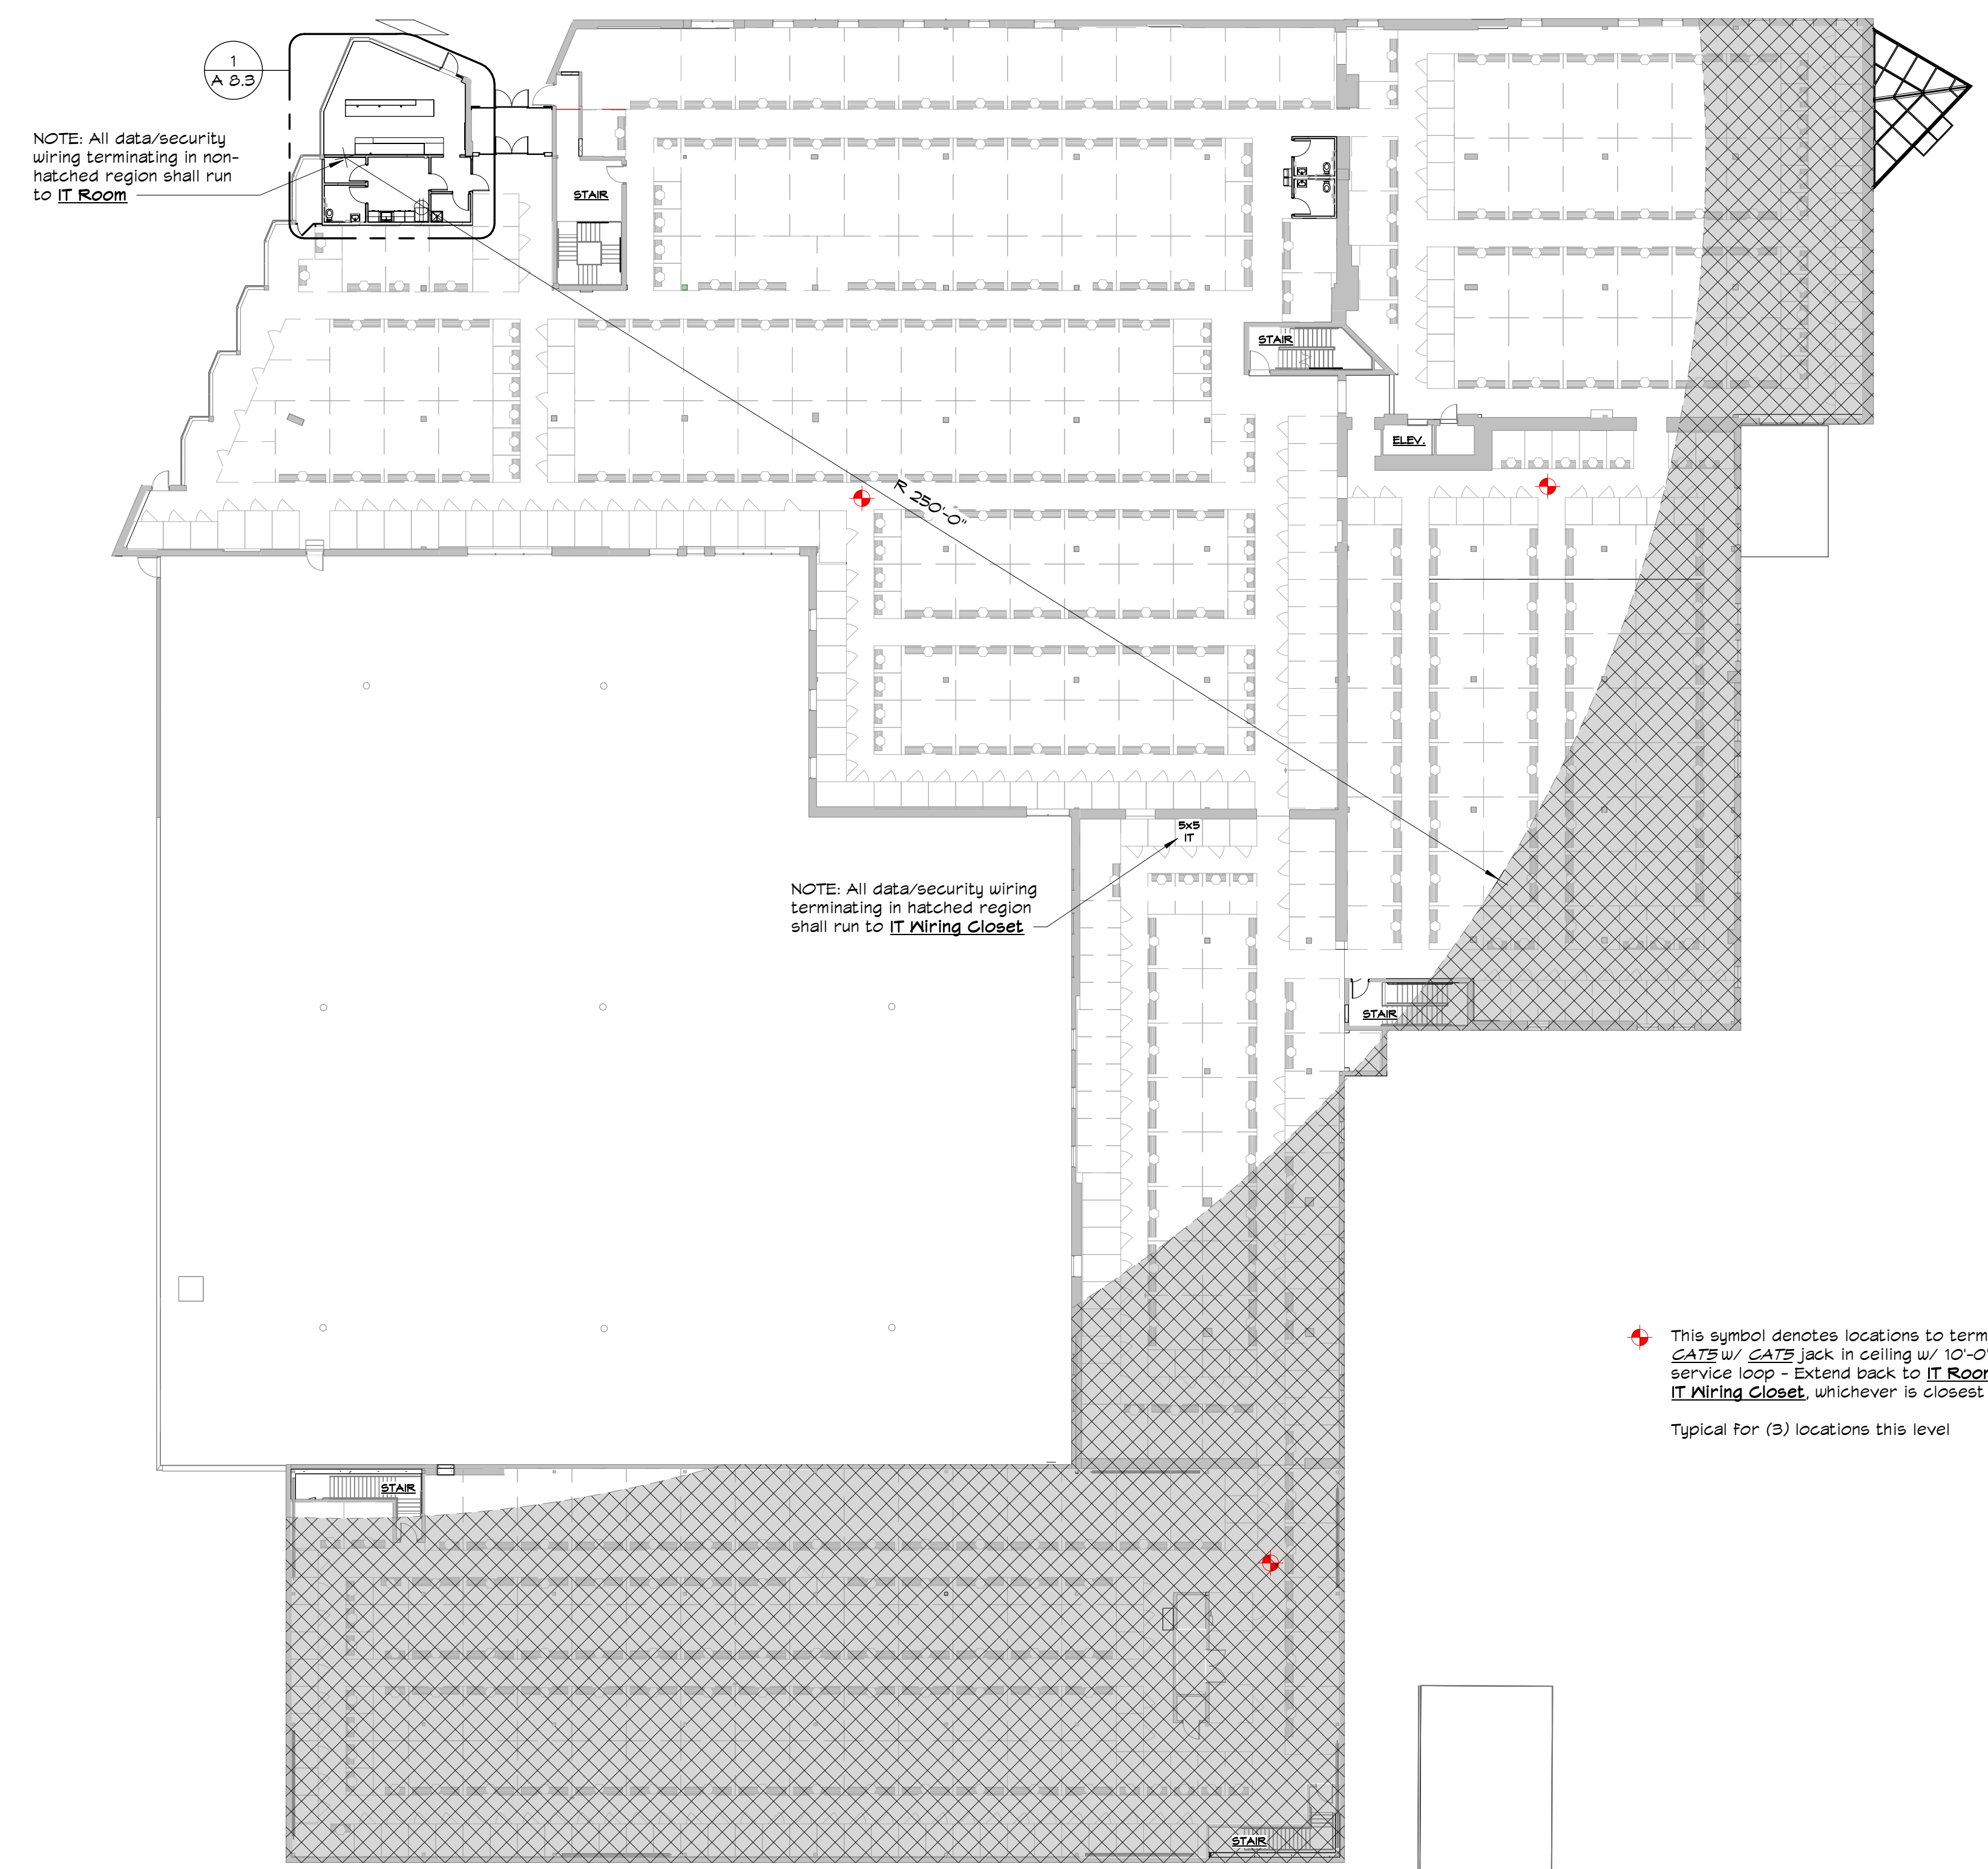 1
A 8.3
NOTE: All data/security
wiring terminating in non-
hatched region shall run
to IT Room
STAIR
STAIR
ELEV.
R 250'-0"
5x5
IT
NOTE: All data/security wiring
terminating in hatched region
shall run to IT Wiring Closet
STAIR
This symbol denotes locations to term
CAT5 w/ CAT5 jack in ceiling w/ 10'-0"
service loop - Extend back to IT Roo
IT Wiring Closet, whichever is closest
Typical for (3) locations this level
STAIR
STAIR